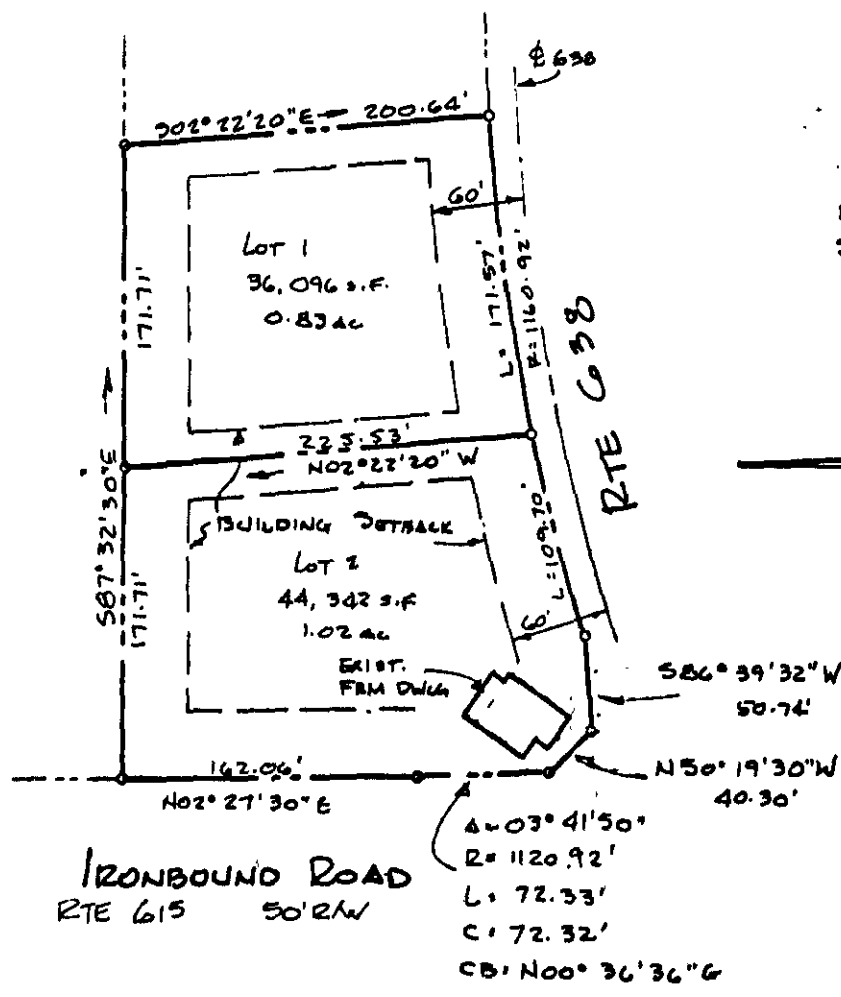 ℄ 638
S02° 22'20" E 200.64'
60'
LOT 1
36,096 S.F.
0.83 AC
171.71'
L= 171.57'
R=1160.92'
RTE 638
225.53'
N02°22'20" W
S87°32'30"E
BUILDING SETBACK
LOT 2
44,342 S.F
1.02 AC
171.71'
L=109.70'
60'
EXIST.
FRM DWLG
S86°39'32"W
50.74'
162.06'
N02°27'30"E
N50°19'30"W
40.30'
Δ=03°41'50"
R=1120.92'
L=72.33'
C=72.32'
CB=N00°36'36"E
IRONBOUND ROAD
RTE 615 50'R/W